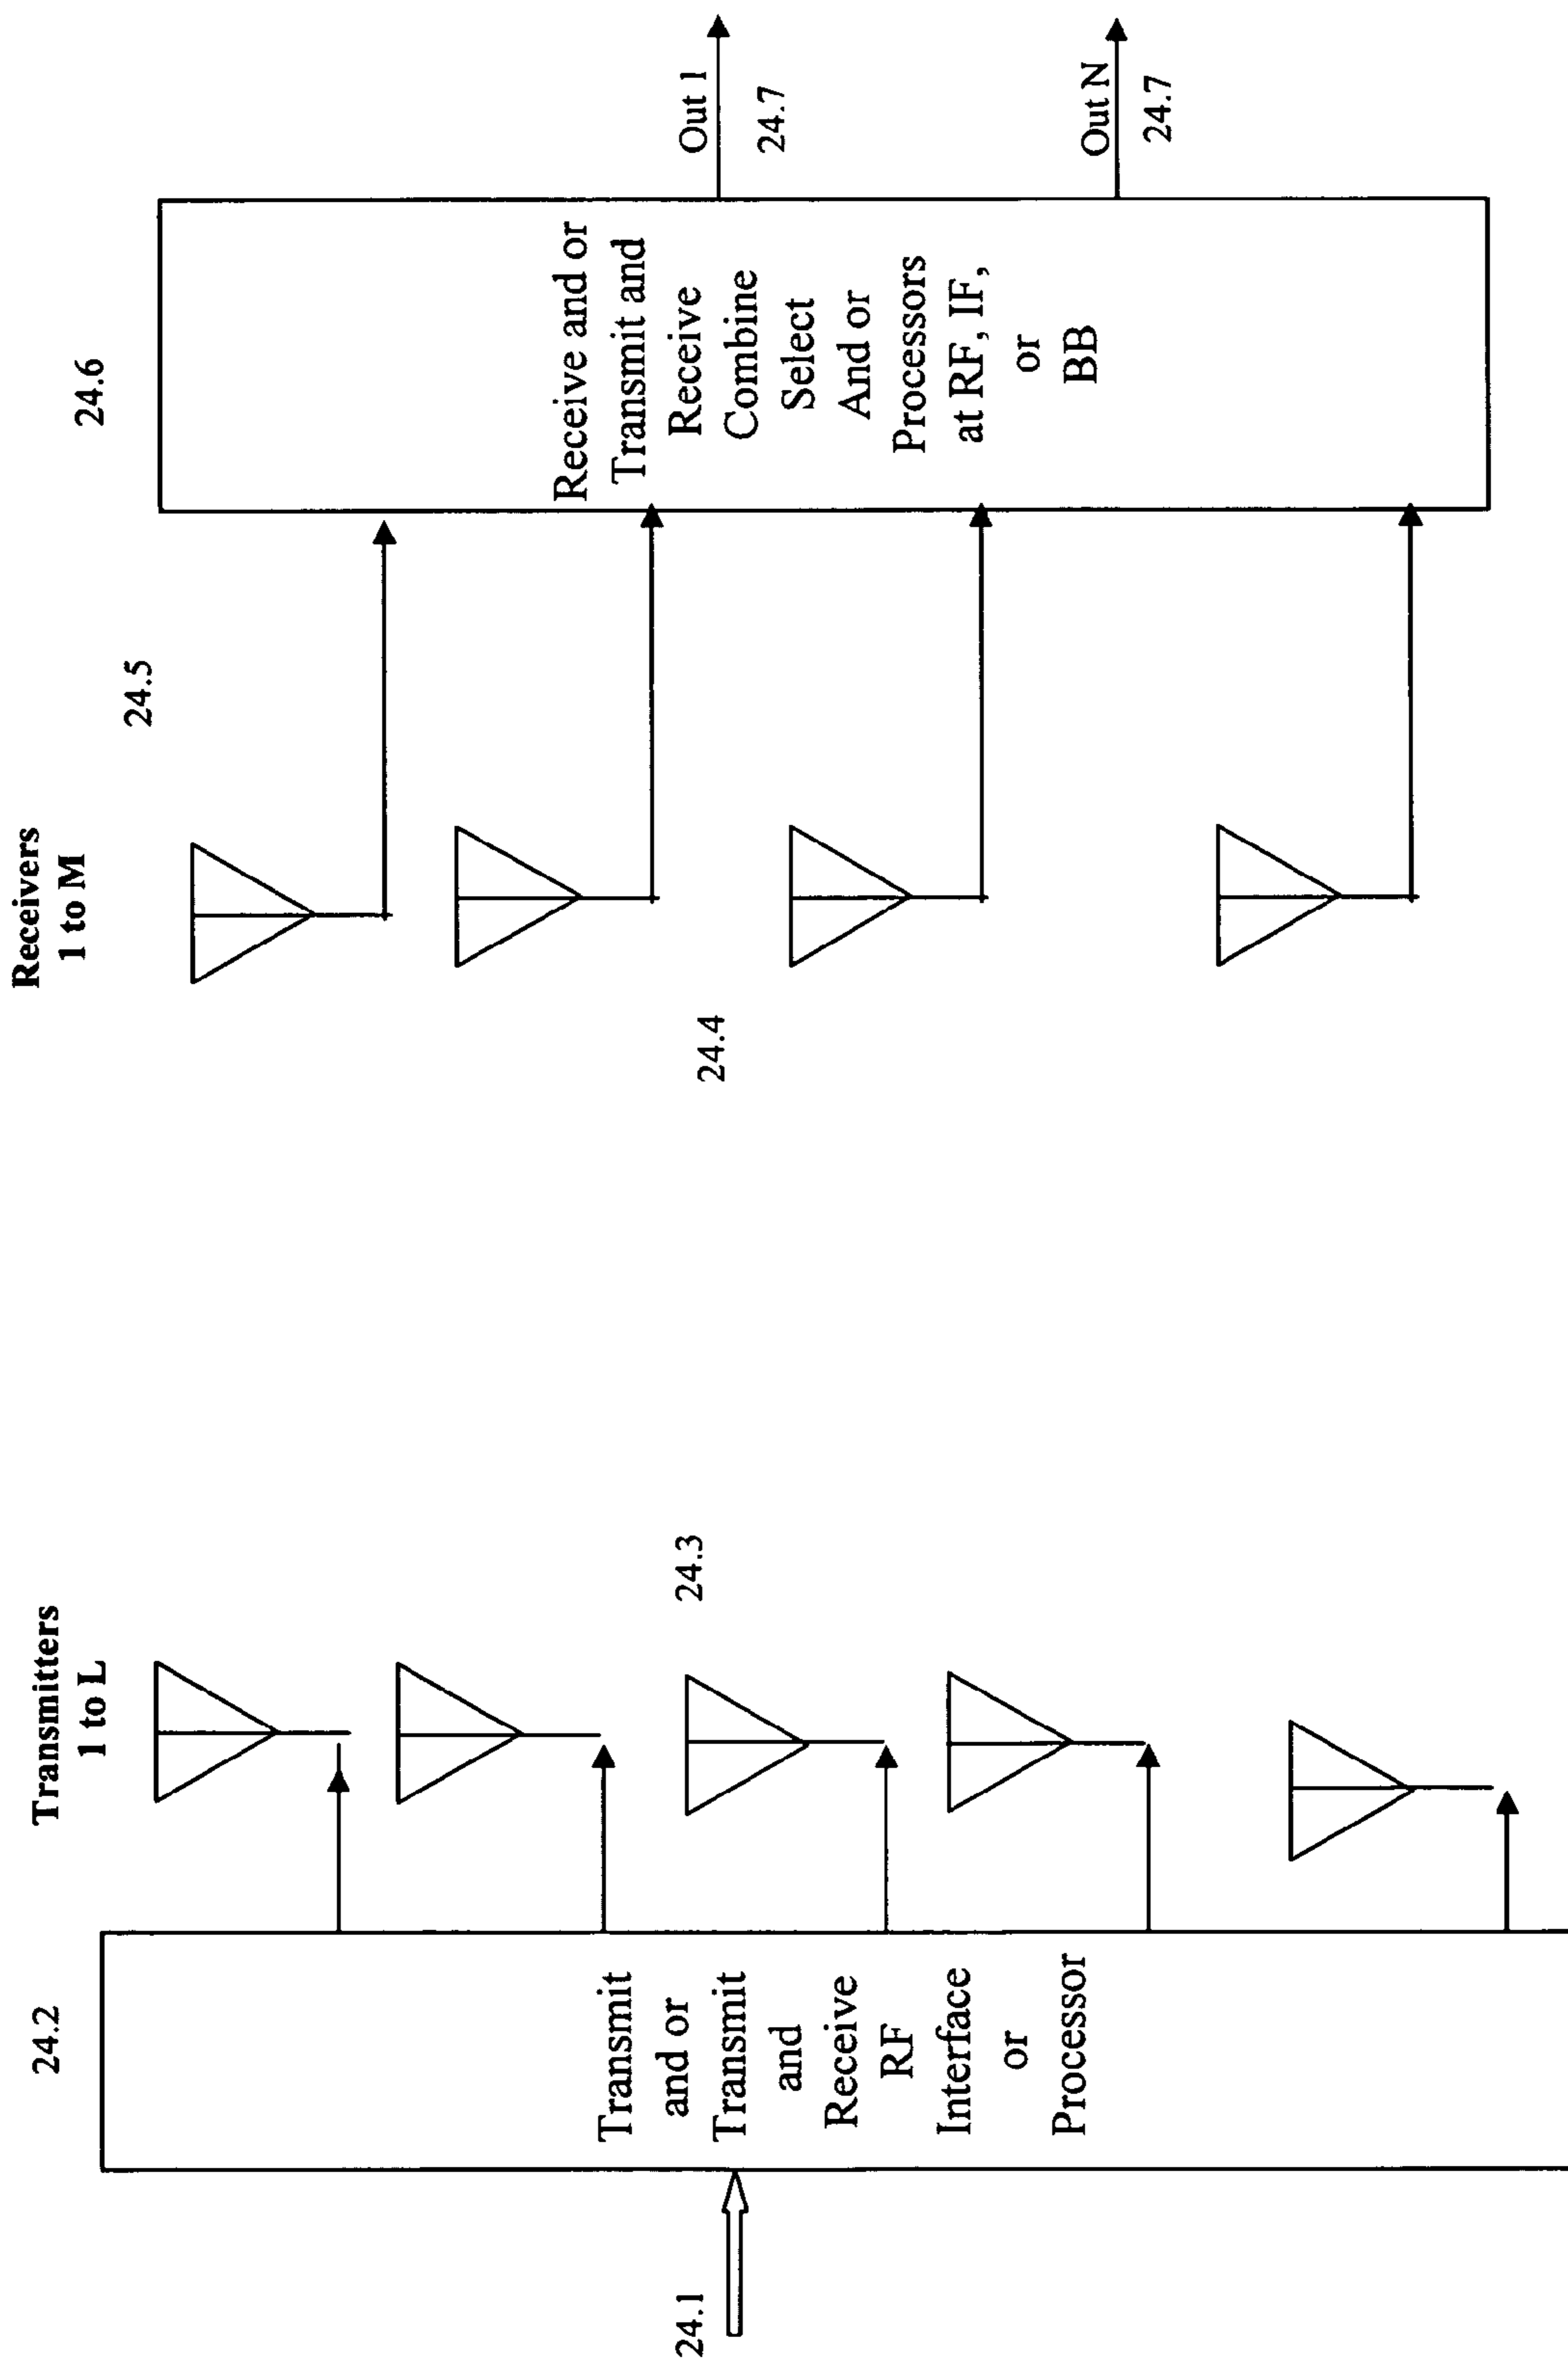 24.1
24.2
Transmit
and or
Transmit
and
Receive
RF
Interface
or
Processor
Transmitters
1 to L
24.3
24.4
Receivers
1 to M
24.5
24.6
Receive and or
Transmit and
Receive
Combine
Select
And or
Processors
at RF, IF,
or
BB
Out 1
24.7
Out N
24.7